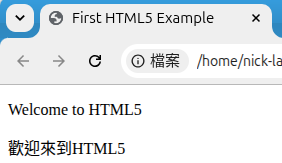 First HTML5 Example
檔案 /home/nick-la
Welcome to HTML5
歡迎來到HTML5